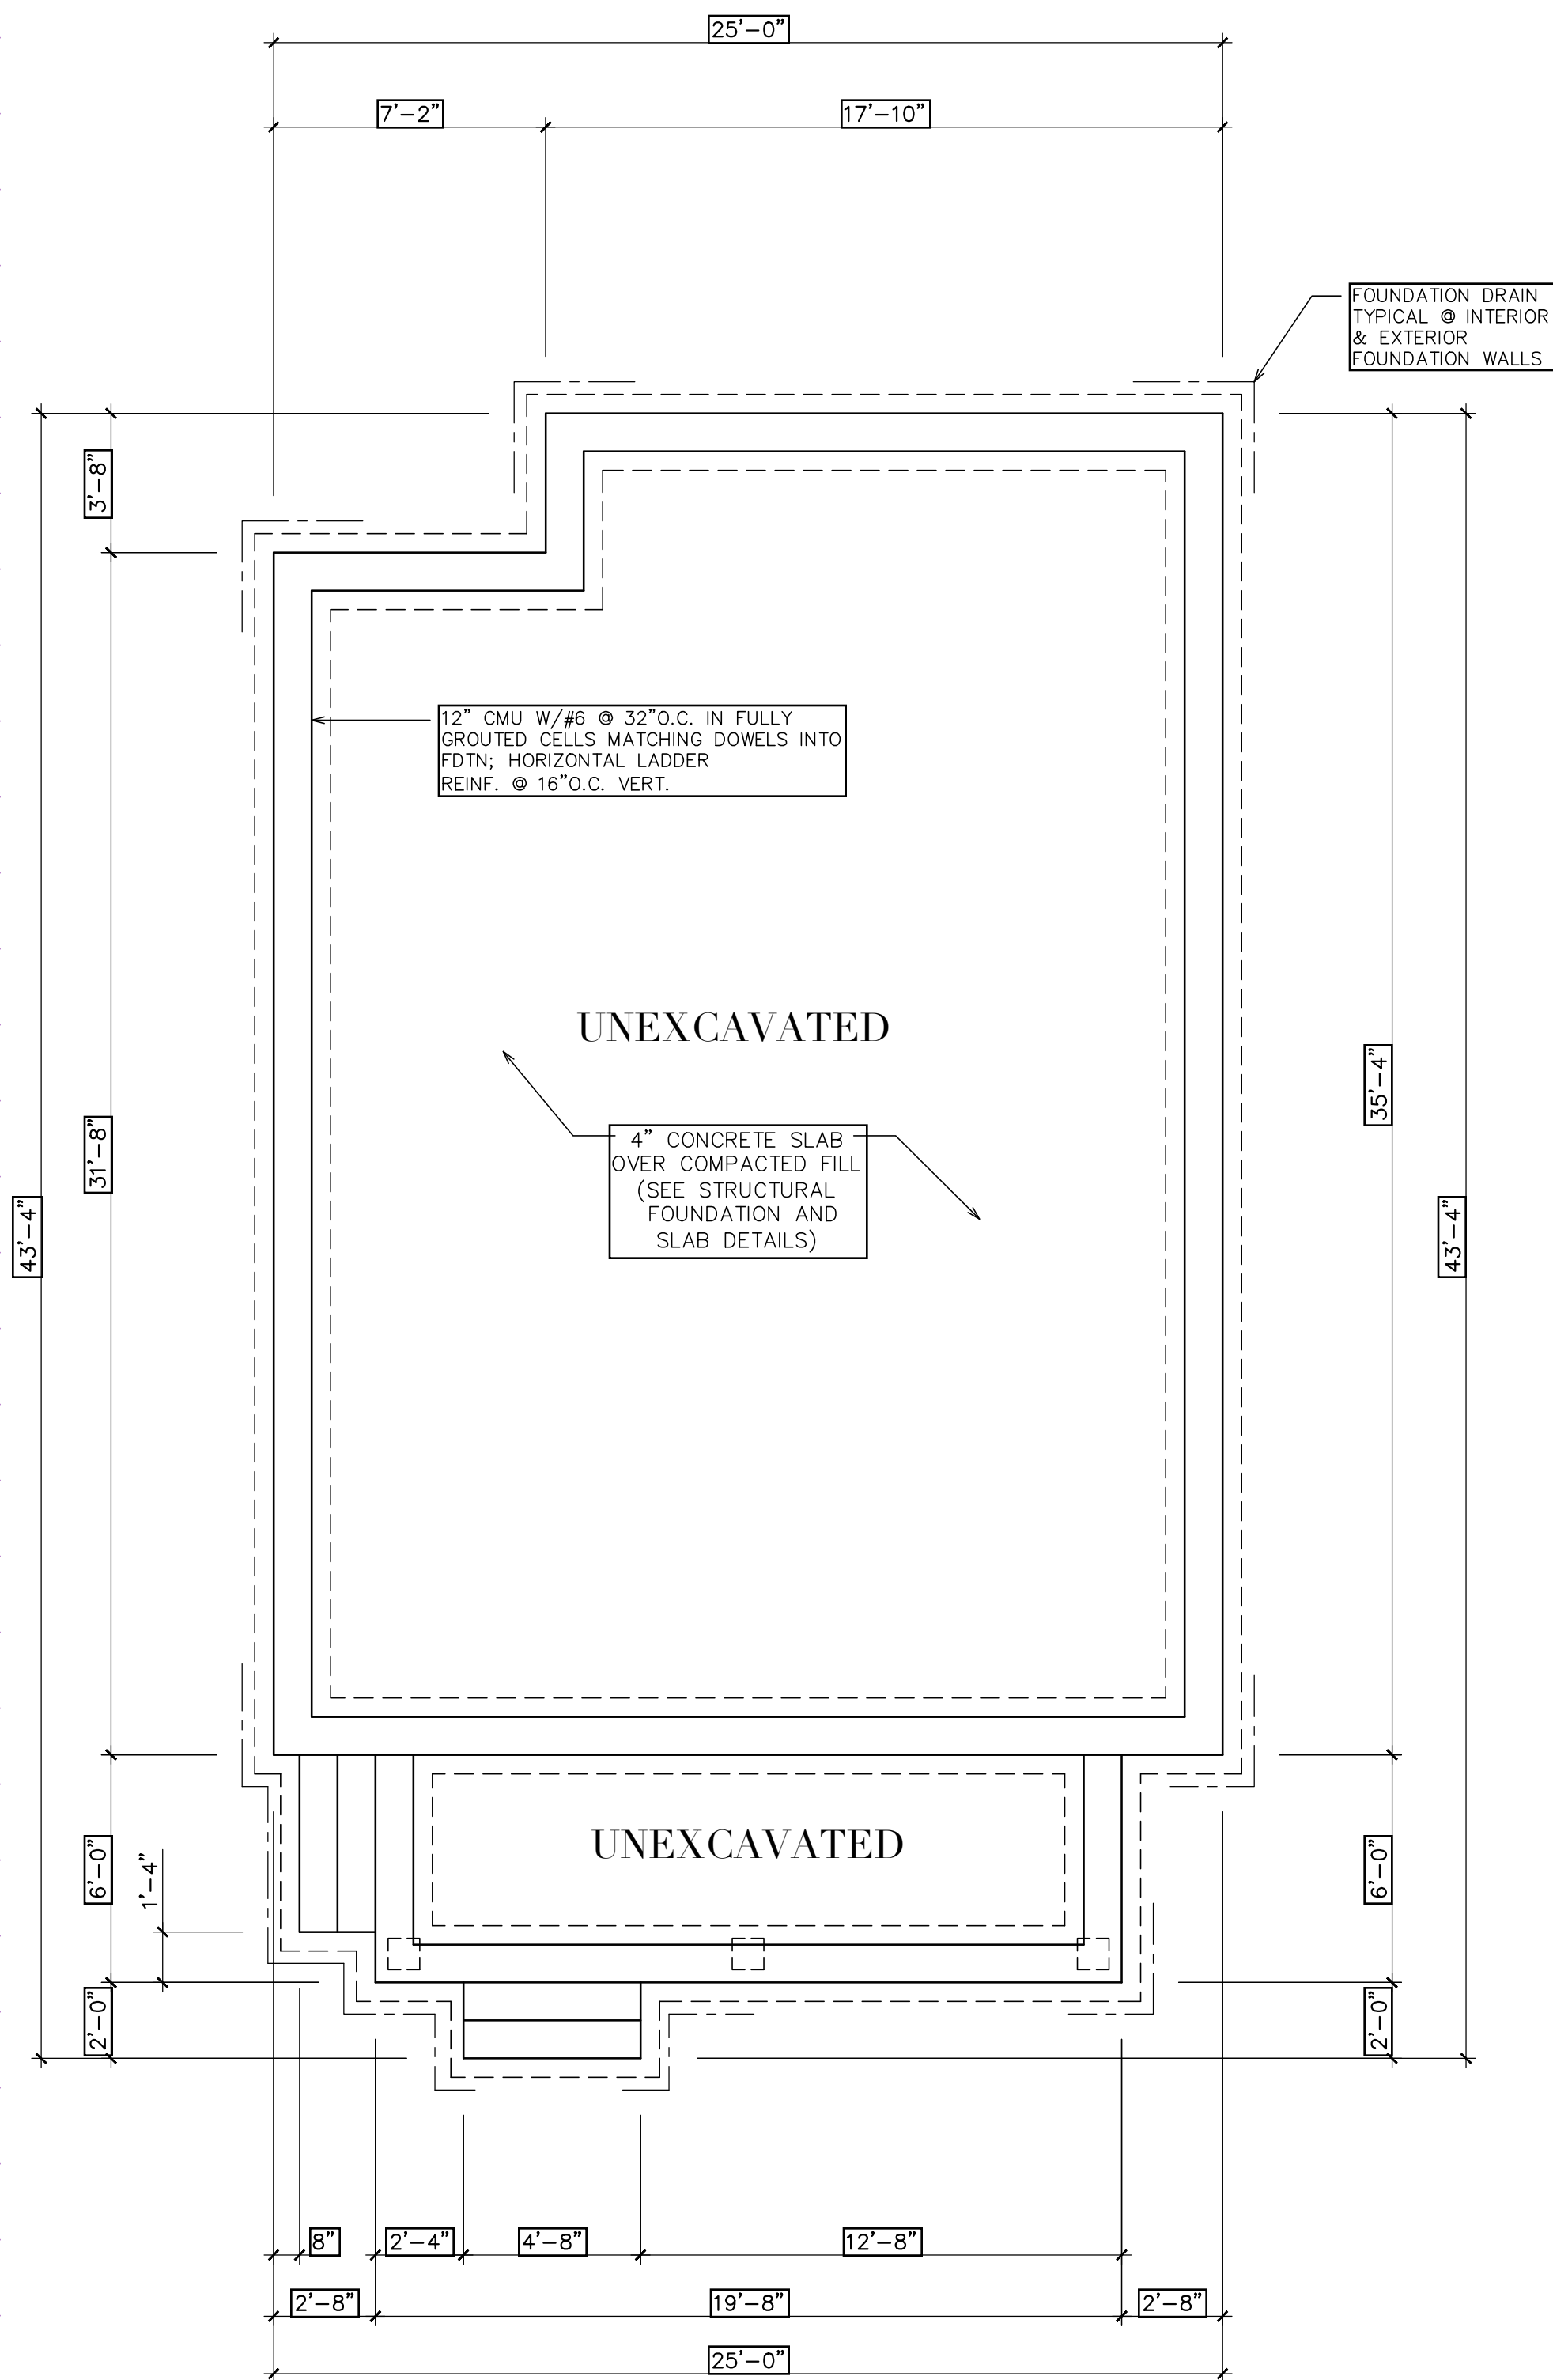 25'-0"
7'-2"
17'-10"
FOUNDATION DRAIN
TYPICAL @ INTERIOR
& EXTERIOR
FOUNDATION WALLS
3'-8"
12" CMU W/#6 @ 32"O.C. IN FULLY
GROUTED CELLS MATCHING DOWELS INTO
FDTN; HORIZONTAL LADDER
REINF. @ 16"O.C. VERT.
UNEXCAVATED
35'-4"
31'-8"
4" CONCRETE SLAB
OVER COMPACTED FILL
(SEE STRUCTURAL
FOUNDATION AND
SLAB DETAILS)
43'-4"
43'-4"
UNEXCAVATED
6'-0"
1'-4"
6'-0"
2'-0"
2'-0"
8"
2'-4"
4'-8"
12'-8"
2'-8"
19'-8"
2'-8"
25'-0"